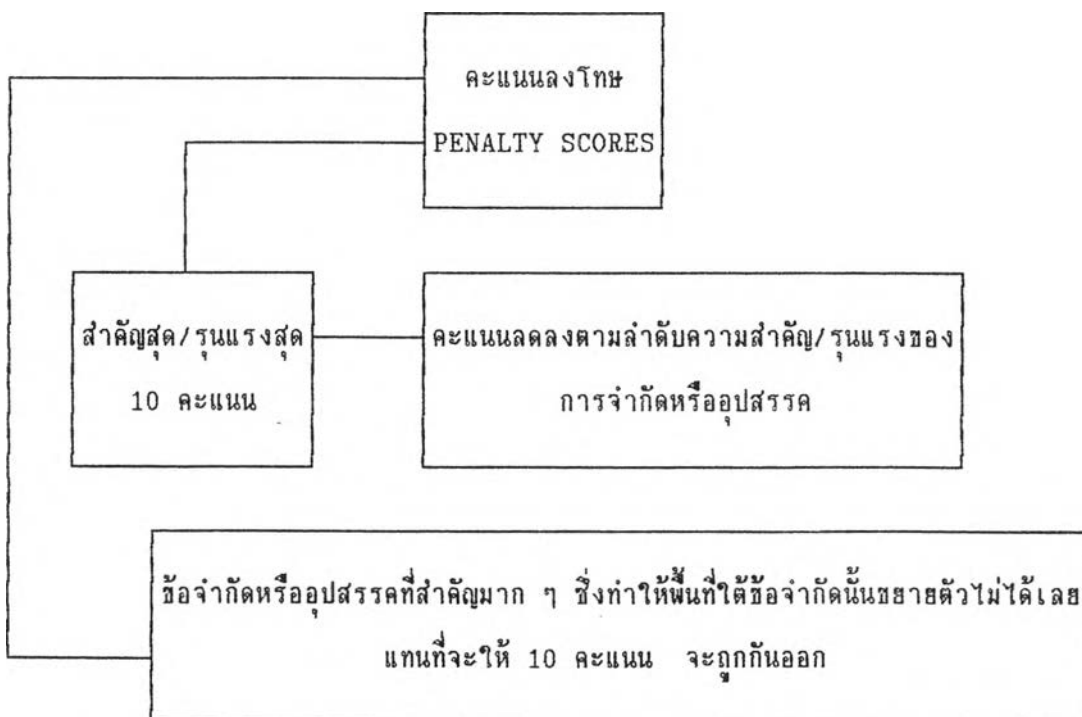 คะแนนลงโทษ
PENALTY SCORES
สำคัญสุด/รุนแรงสุด
10 คะแนน
คะแนนลดลงตามลำดับความสำคัญ/รุนแรงของ
การจำกัดหรืออุปสรรค
ข้อจำกัดหรืออุปสรรคที่สำคัญมาก ๆ ซึ่งทำให้พื้นที่ใต้ข้อจำกัดนั้นขยายตัวไม่ได้เลย
แทนที่จะให้ 10 คะแนน จะถูกกันออก